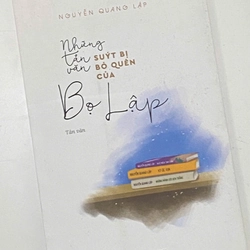 NGUYỄN QUANG LẬP
Những
tản
văn
SUÝT BỊ
BỎ QUÊN
CỦA
Bọ Lập
Tản văn